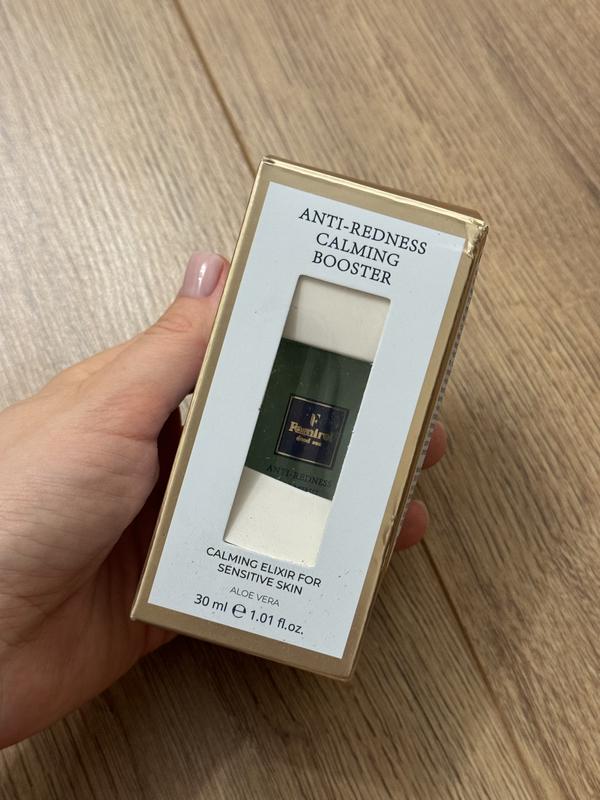 ANTI-REDNESS
CALMING
BOOSTER
F
ANTI-REDNESS
CALMING ELIXIR FOR
SENSITIVE SKIN
ALOE VERA
30 ml ℮ 1.01 fl.oz.